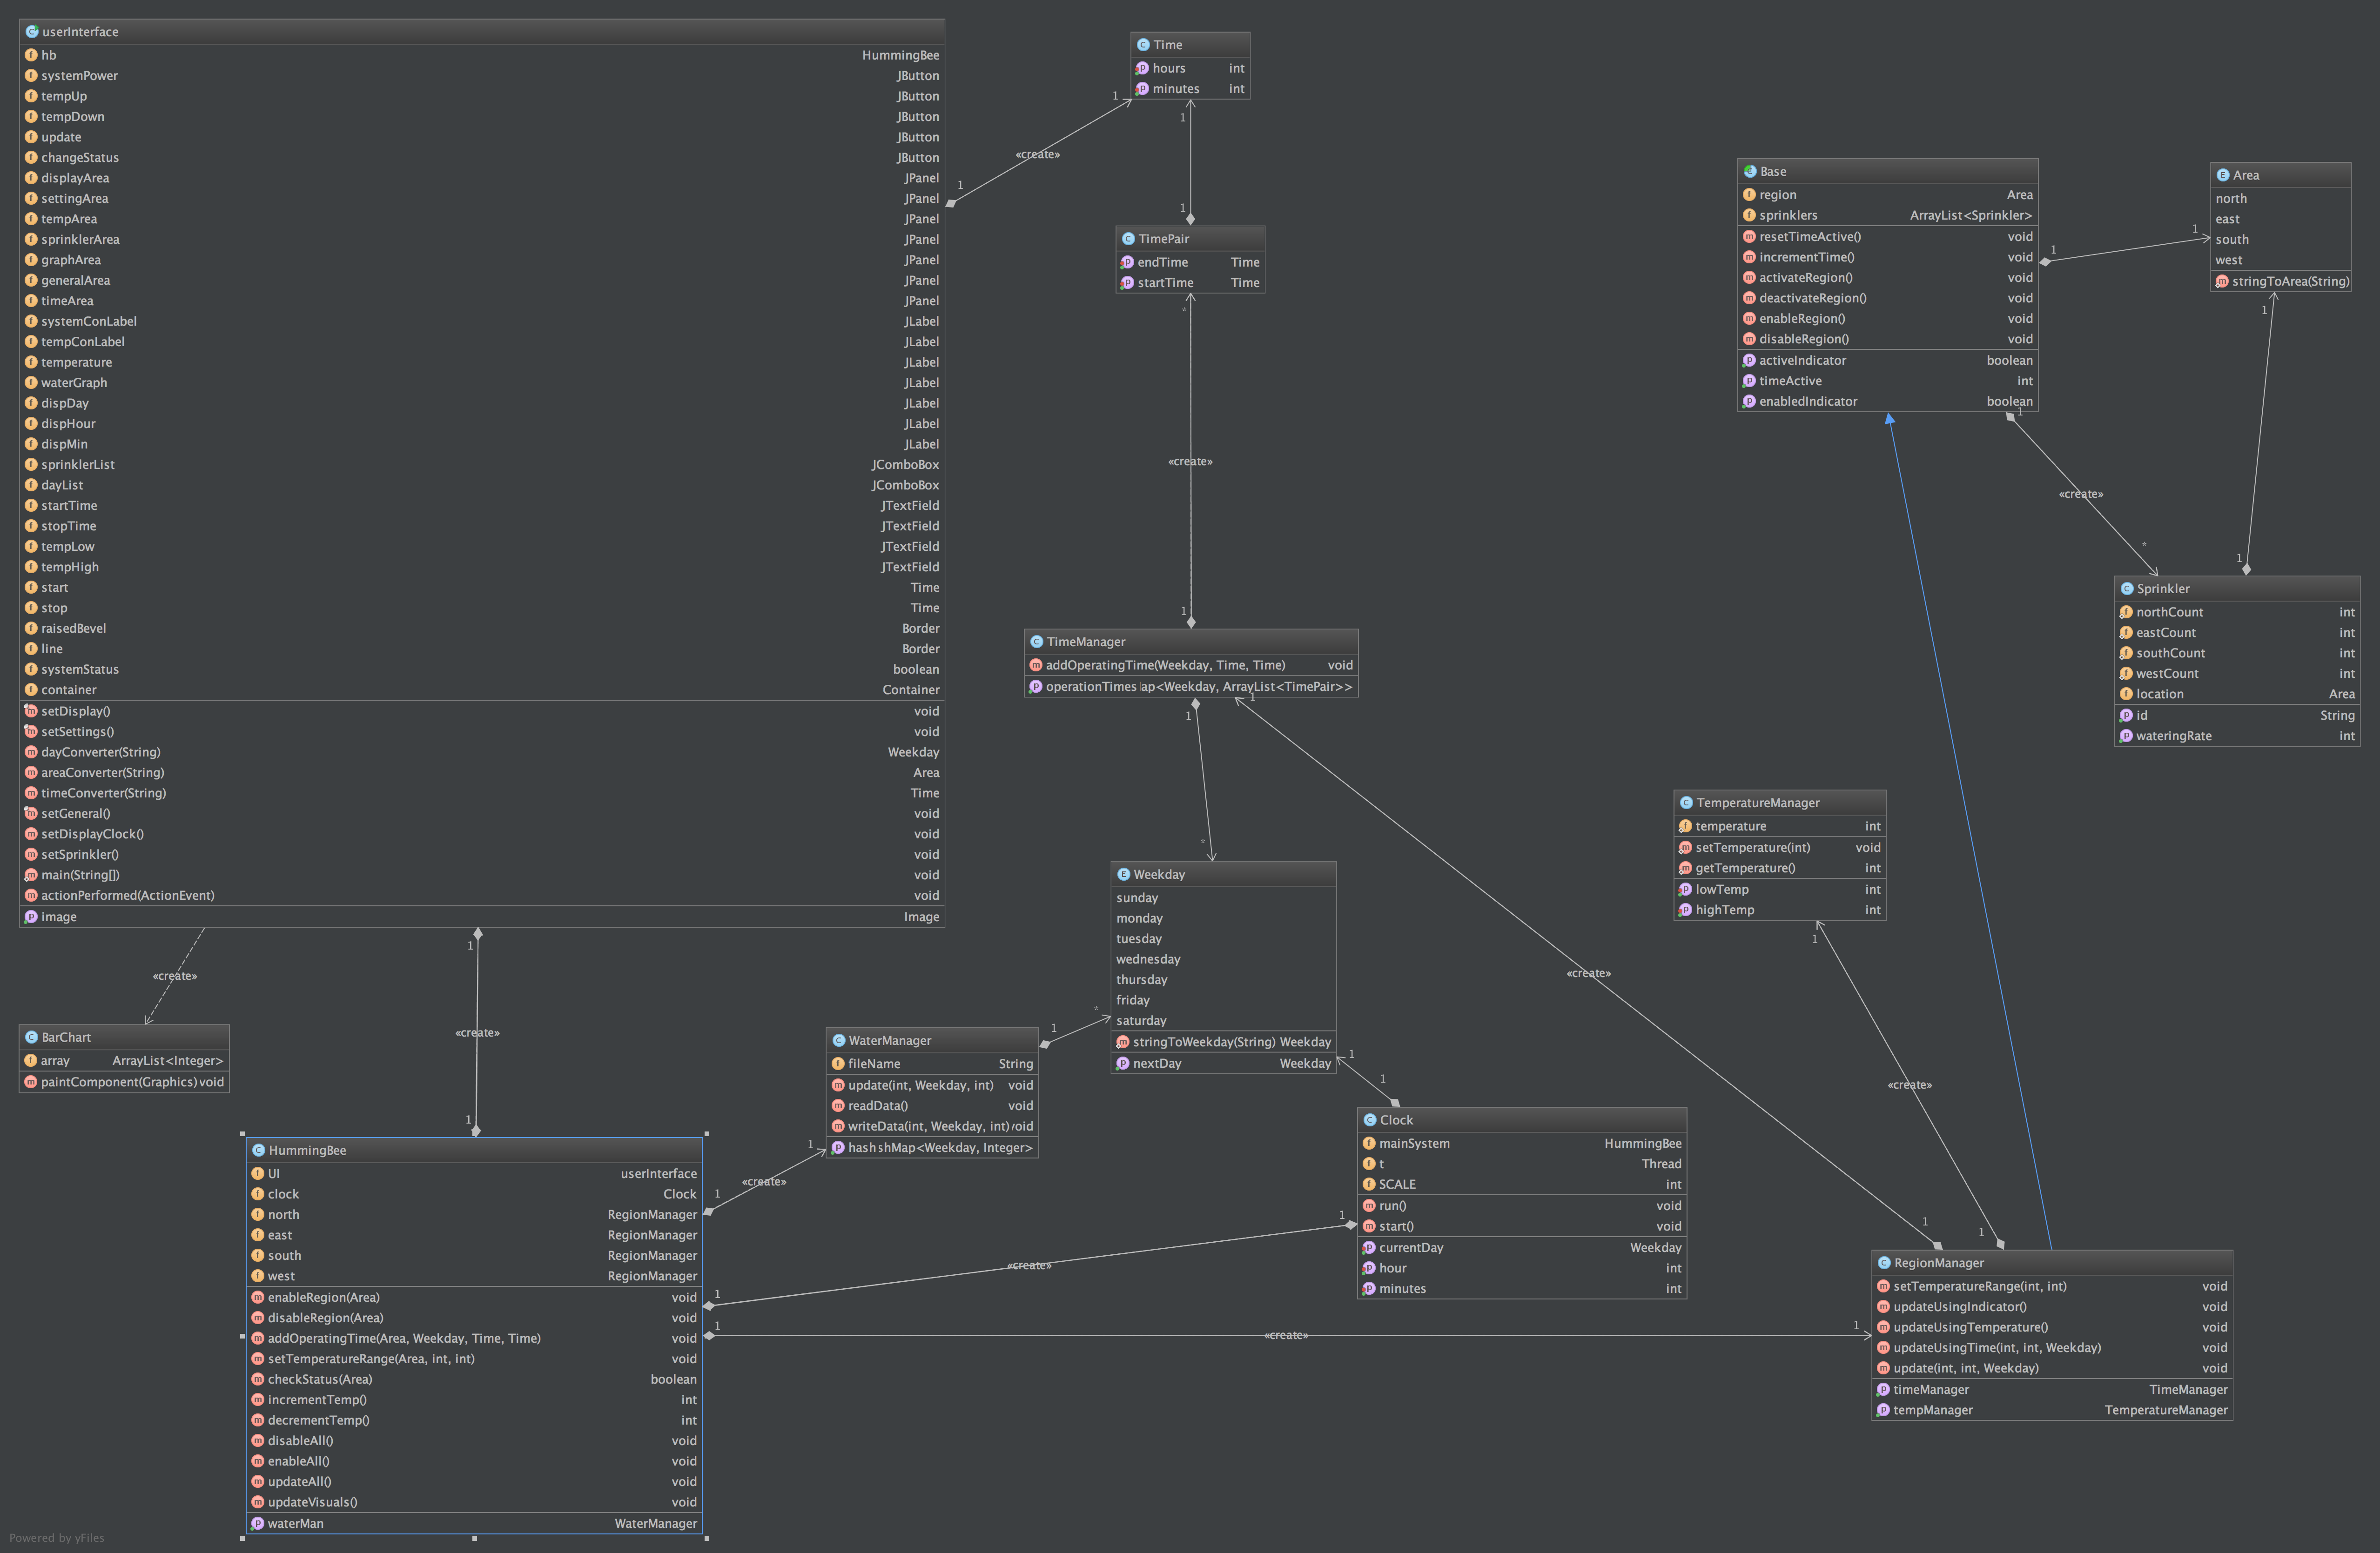 userInterface
hb HummingBee
systemPower JButton
tempUp JButton
tempDown JButton
update JButton
changeStatus JButton
displayArea JPanel
settingArea JPanel
tempArea JPanel
sprinklerArea JPanel
graphArea JPanel
generalArea JPanel
timeArea JPanel
systemConLabel JLabel
tempConLabel JLabel
temperature JLabel
waterGraph JLabel
dispDay JLabel
dispHour JLabel
dispMin JLabel
sprinklerList JComboBox
dayList JComboBox
startTime JTextField
stopTime JTextField
tempLow JTextField
tempHigh JTextField
start Time
stop Time
raisedBevel Border
line Border
systemStatus boolean
container Container
setDisplay() void
setSettings() void
dayConverter(String) Weekday
areaConverter(String) Area
timeConverter(String) Time
setGeneral() void
setDisplayClock() void
setSprinkler() void
main(String[]) void
actionPerformed(ActionEvent) void
image Image
1
«create»
1
Time
hours int
minutes int
1
1
TimePair
endTime Time
startTime Time
*
«create»
1
TimeManager
addOperatingTime(Weekday, Time, Time) void
operationTimes ap<Weekday, ArrayList<TimePair>>
1
1
*
Weekday
sunday
monday
tuesday
wednesday
thursday
friday
saturday
stringToWeekday(String) Weekday
nextDay Weekday
Base
region Area
sprinklers ArrayList<Sprinkler>
resetTimeActive() void
incrementTime() void
activateRegion() void
deactivateRegion() void
enableRegion() void
disableRegion() void
activeIndicator boolean
timeActive int
enabledIndicator boolean
1
1
1
Area
north
east
south
west
stringToArea(String)
1
«create»
*
1
Sprinkler
northCount int
eastCount int
southCount int
westCount int
location Area
id String
wateringRate int
TemperatureManager
temperature int
setTemperature(int) void
getTemperature() int
lowTemp int
highTemp int
1
«create»
«create»
1
1
«create»
BarChart
array ArrayList<Integer>
paintComponent(Graphics) void
1
«create»
1
WaterManager
fileName String
update(int, Weekday, int) void
readData() void
writeData(int, Weekday, int) void
hash shMap<Weekday, Integer>
1
*
1
1
Clock
mainSystem HummingBee
t Thread
SCALE int
run() void
start() void
currentDay Weekday
hour int
minutes int
HummingBee
UI userInterface
clock Clock
north RegionManager
east RegionManager
south RegionManager
west RegionManager
enableRegion(Area) void
disableRegion(Area) void
addOperatingTime(Area, Weekday, Time, Time) void
setTemperatureRange(Area, int, int) void
checkStatus(Area) boolean
incrementTemp() int
decrementTemp() int
disableAll() void
enableAll() void
updateAll() void
updateVisuals() void
waterMan WaterManager
1
«create»
1
1
«create»
1
1
«create»
1
RegionManager
setTemperatureRange(int, int) void
updateUsingIndicator() void
updateUsingTemperature() void
updateUsingTime(int, int, Weekday) void
update(int, int, Weekday) void
timeManager TimeManager
tempManager TemperatureManager
Powered by yFiles